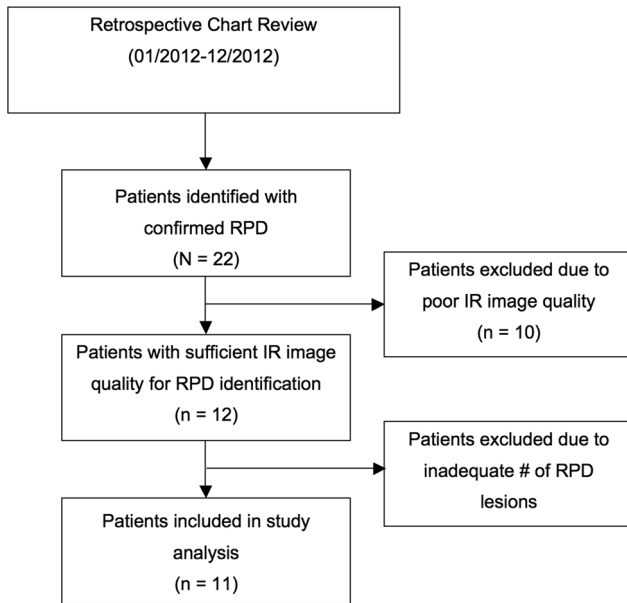 Retrospective Chart Review
(01/2012-12/2012)
Patients identified with
confirmed RPD
(N = 22)
Patients excluded due to
poor IR image quality
(n = 10)
Patients with sufficient IR image
quality for RPD identification
(n = 12)
Patients excluded due to
inadequate # of RPD
lesions
Patients included in study
analysis
(n = 11)